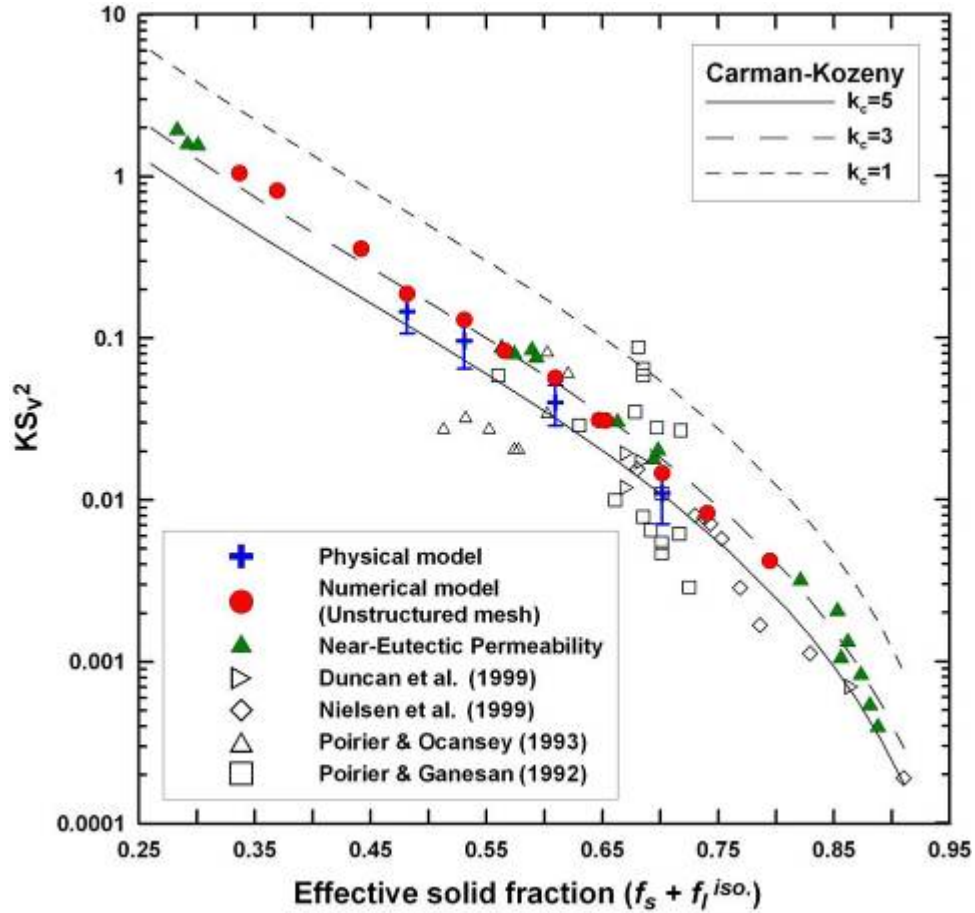 10
1
0.1
0.01
0.001
0.0001
KSv²
Carman-Kozeny
kc=5
kc=3
kc=1
Physical model
Numerical model
(Unstructured mesh)
Near-Eutectic Permeability
Duncan et al. (1999)
Nielsen et al. (1999)
Poirier & Ocansey (1993)
Poirier & Ganesan (1992)
0.25 0.35 0.45 0.55 0.65 0.75 0.85 0.95
Effective solid fraction (fs + fl iso.)